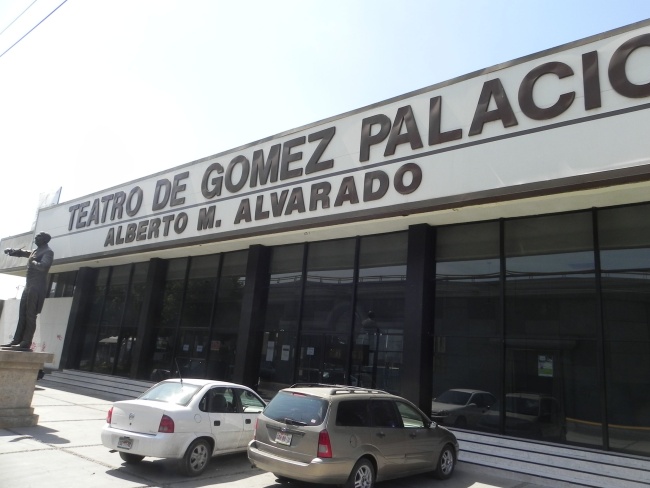 TEATRO DE GOMEZ PALACIO
ALBERTO M. ALVARADO